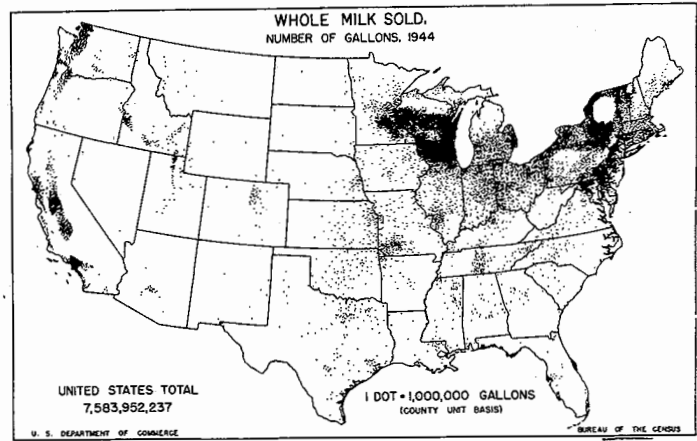 WHOLE MILK SOLD,
NUMBER OF GALLONS, 1944
UNITED STATES TOTAL
7,583,952,237
1 DOT = 1,000,000 GALLONS
(COUNTY UNIT BASIS)
U. S. DEPARTMENT OF COMMERCE
BUREAU OF THE CENSUS